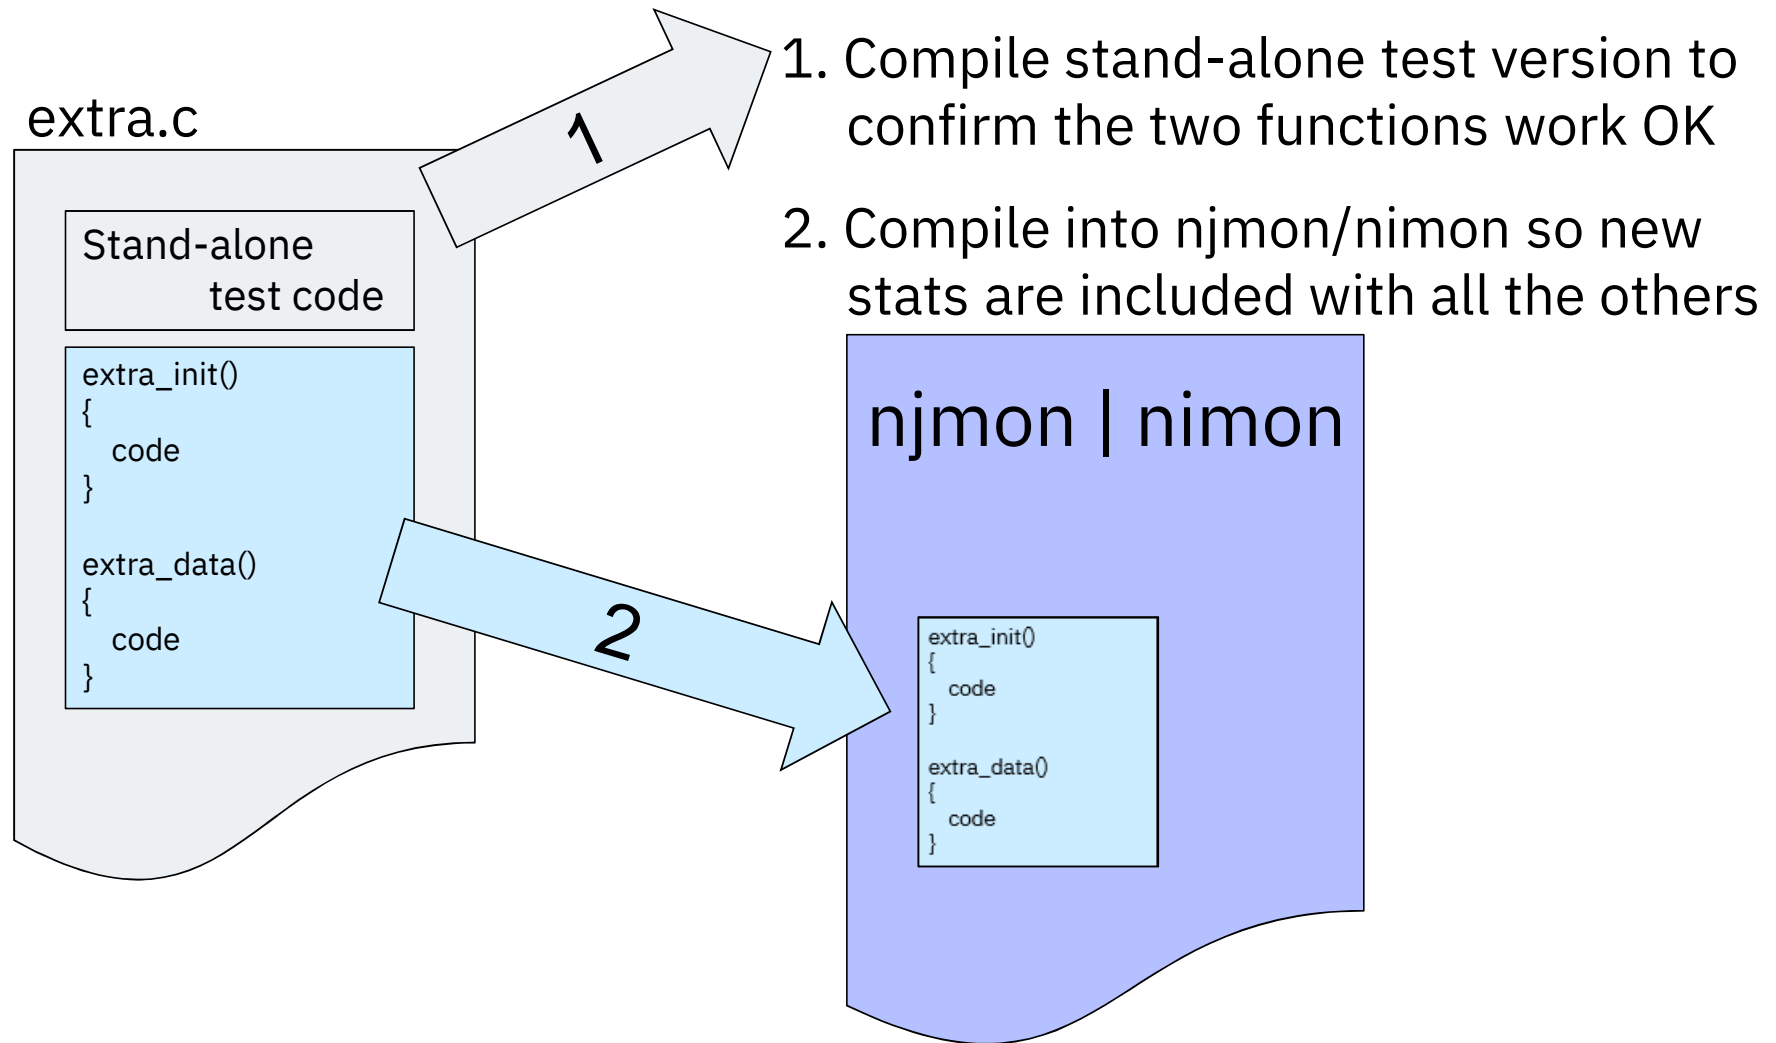 extra.c
Stand-alone
test code
extra_init()
{
code
}
extra_data()
{
code
}
1
2
1. Compile stand-alone test version to
confirm the two functions work OK
2. Compile into njmon/nimon so new
stats are included with all the others
njmon | nimon
extra_init()
{
code
}
extra_data()
{
code
}